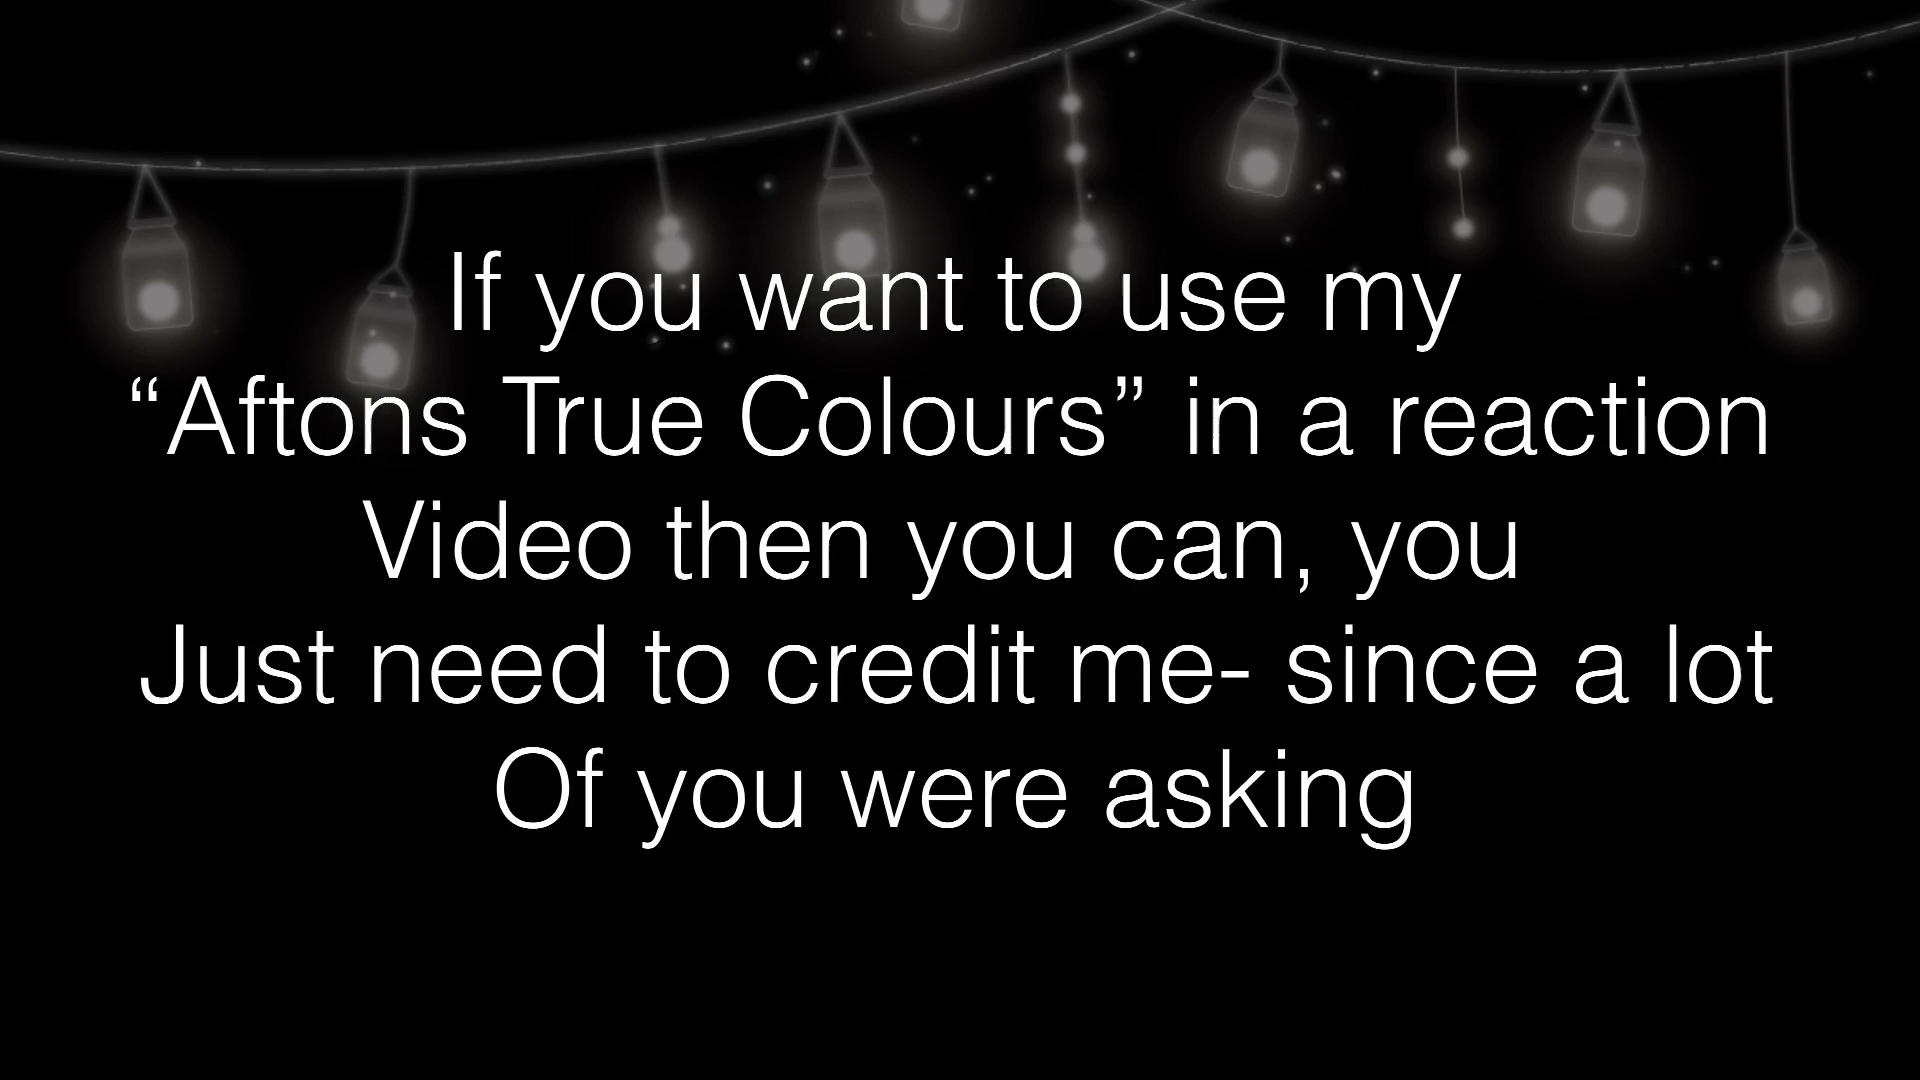 If you want to use my
“Aftons True Colours” in a reaction
Video then you can, you
Just need to credit me- since a lot
Of you were asking